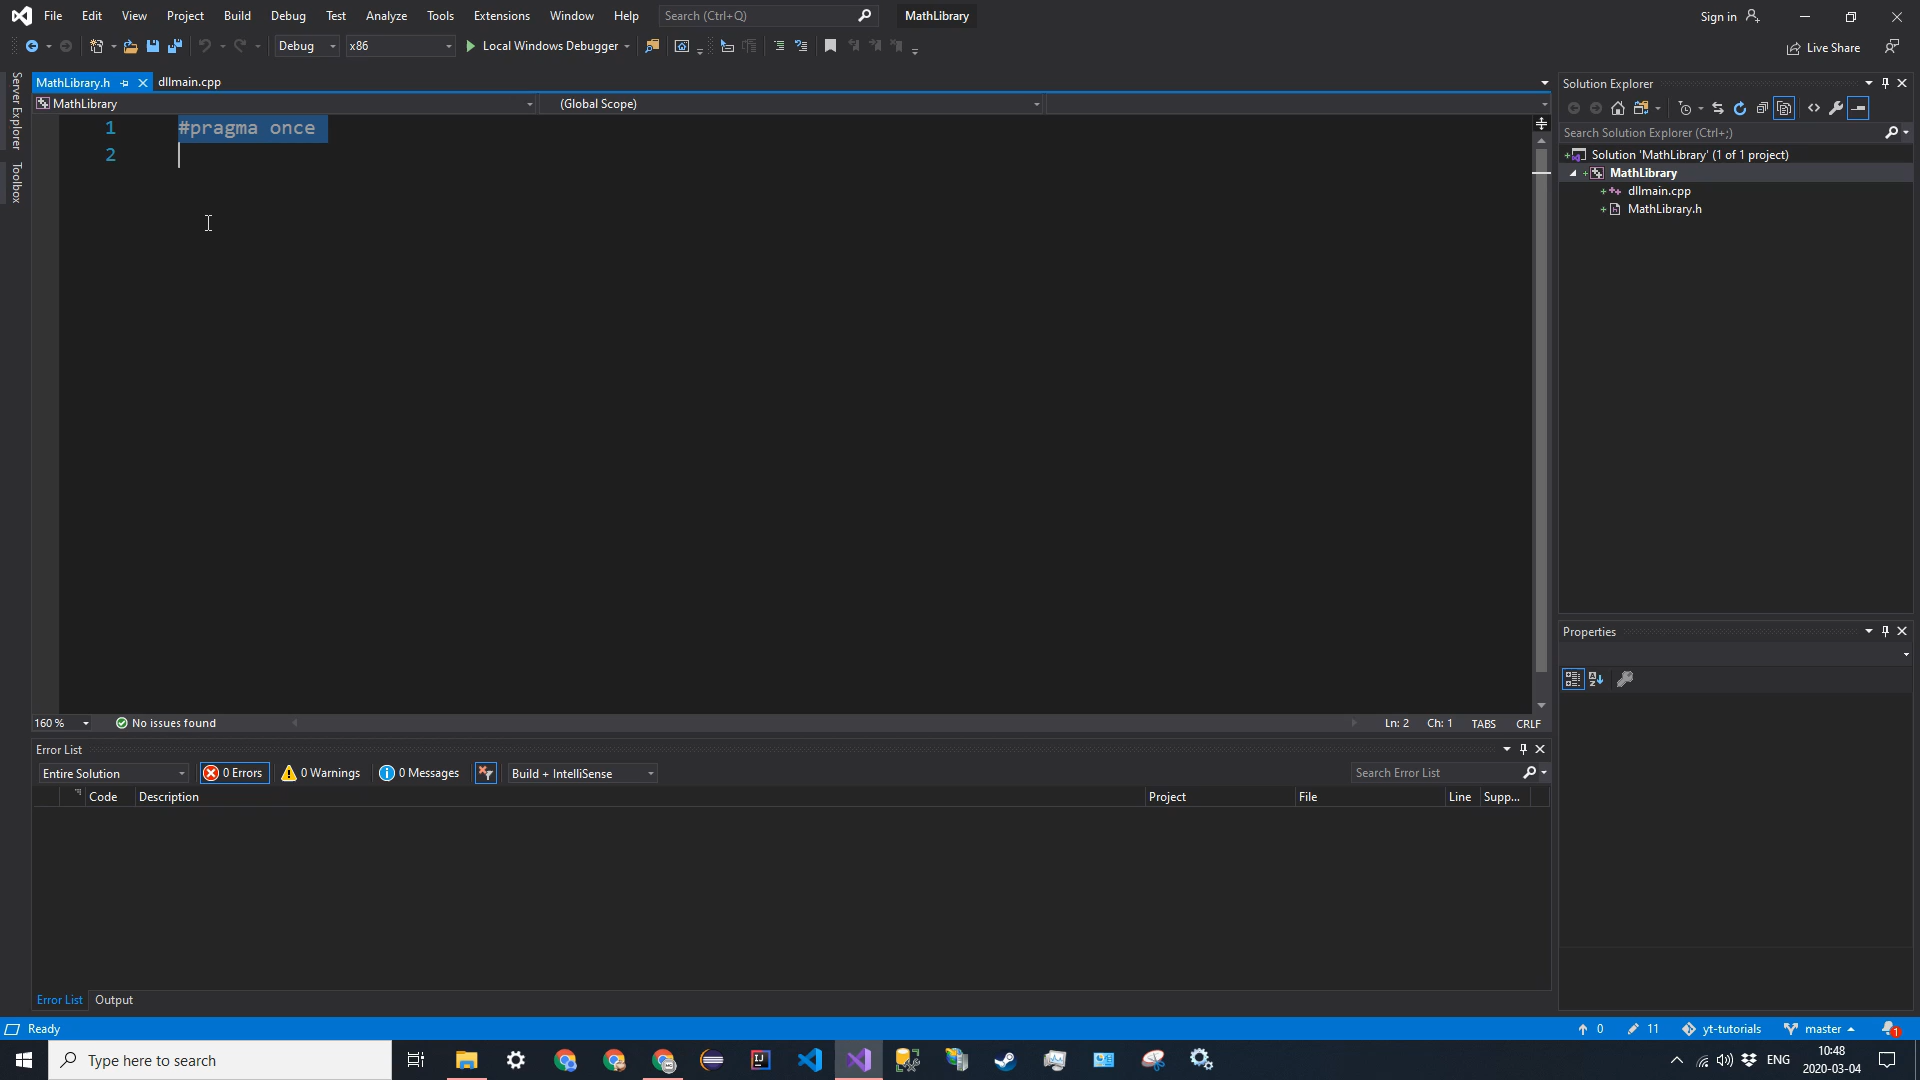 File Edit View Project Build Debug Test Analyze Tools Extensions Window Help Search (Ctrl+Q) MathLibrary Sign in
Debug x86 Local Windows Debugger Live Share
Server Explorer
Toolbox
MathLibrary.h dllmain.cpp
MathLibrary (Global Scope)
1 #pragma once
2
160 % No issues found Ln: 2 Ch: 1 TABS CRLF
Solution Explorer
Search Solution Explorer (Ctrl+;)
Solution 'MathLibrary' (1 of 1 project)
MathLibrary
dllmain.cpp
MathLibrary.h
Properties
Error List
Entire Solution 0 Errors 0 Warnings 0 Messages Build + IntelliSense Search Error List
Code Description Project File Line Supp...
Error List Output
Ready 0 11 yt-tutorials master 1
Type here to search ENG 10:48
2020-03-04